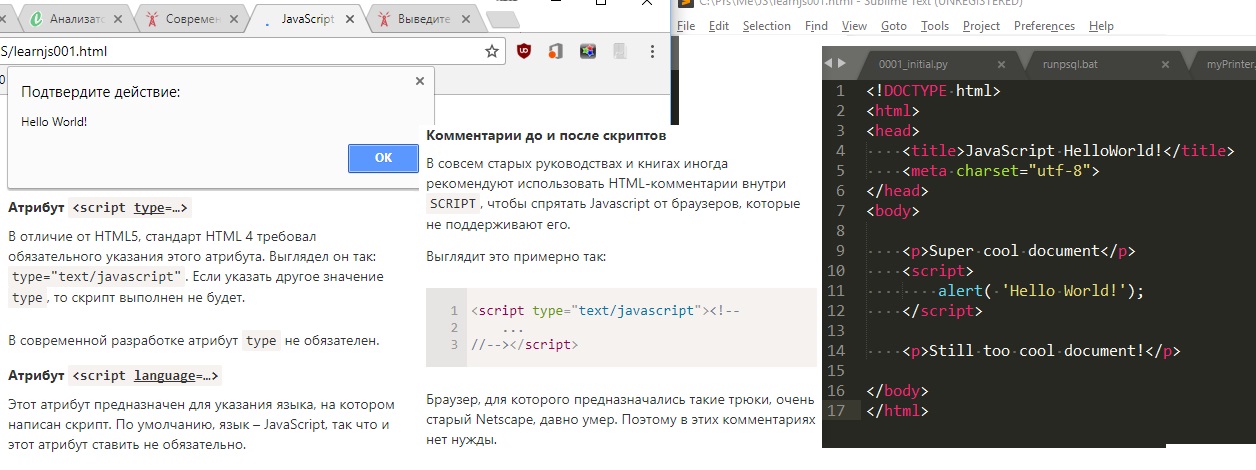 Анализато
Современ
JavaScript
Выведите
S/learnjs001.html
Подтвердите действие:
Hello World!
OK
Атрибут <script type=…>
В отличие от HTML5, стандарт HTML 4 требовал
обязательного указания этого атрибута. Выглядел он так:
type="text/javascript". Если указать другое значение
type, то скрипт выполнен не будет.
В современной разработке атрибут type не обязателен.
Атрибут <script language=…>
Этот атрибут предназначен для указания языка, на котором
написан скрипт. По умолчанию, язык – JavaScript, так что и
этот атрибут ставить не обязательно.
Комментарии до и после скриптов
В совсем старых руководствах и книгах иногда
рекомендуют использовать HTML-комментарии внутри
SCRIPT, чтобы спрятать Javascript от браузеров, которые
не поддерживают его.
Выглядит это примерно так:
1 <script type="text/javascript"><!--
2 ...
3 //--></script>
Браузер, для которого предназначались такие трюки, очень
старый Netscape, давно умер. Поэтому в этих комментариях
нет нужды.
C:\Prs\Me\JS\learnjs001.html - Sublime Text (UNREGISTERED)
File Edit Selection Find View Goto Tools Project Preferences Help
0001_initial.py
runpsql.bat
myPrinter.
1 <!DOCTYPE html>
2 <html>
3 <head>
4 <title>JavaScript HelloWorld!</title>
5 <meta charset="utf-8">
6 </head>
7 <body>
8
9 <p>Super cool document</p>
10 <script>
11 alert( 'Hello World!');
12 </script>
13
14 <p>Still too cool document!</p>
15
16 </body>
17 </html>